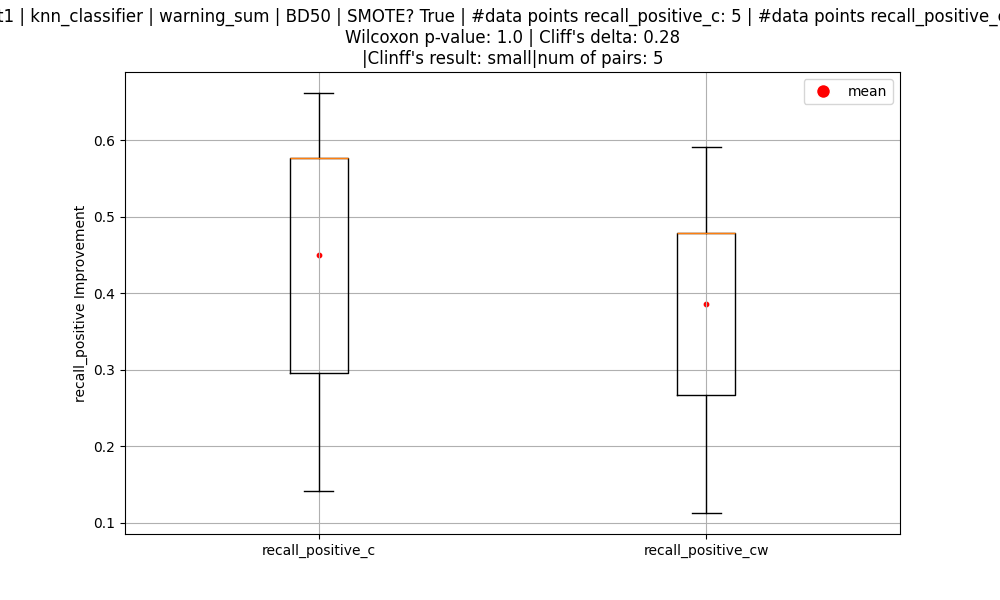 t1 | knn_classifier | warning_sum | BD50 | SMOTE? True | #data points recall_positive_c: 5 | #data points recall_positive_c
Wilcoxon p-value: 1.0 | Cliff's delta: 0.28
|Clinff's result: small|num of pairs: 5
mean
0.6
0.5
0.4
0.3
0.2
0.1
recall_positive Improvement
recall_positive_c
recall_positive_cw